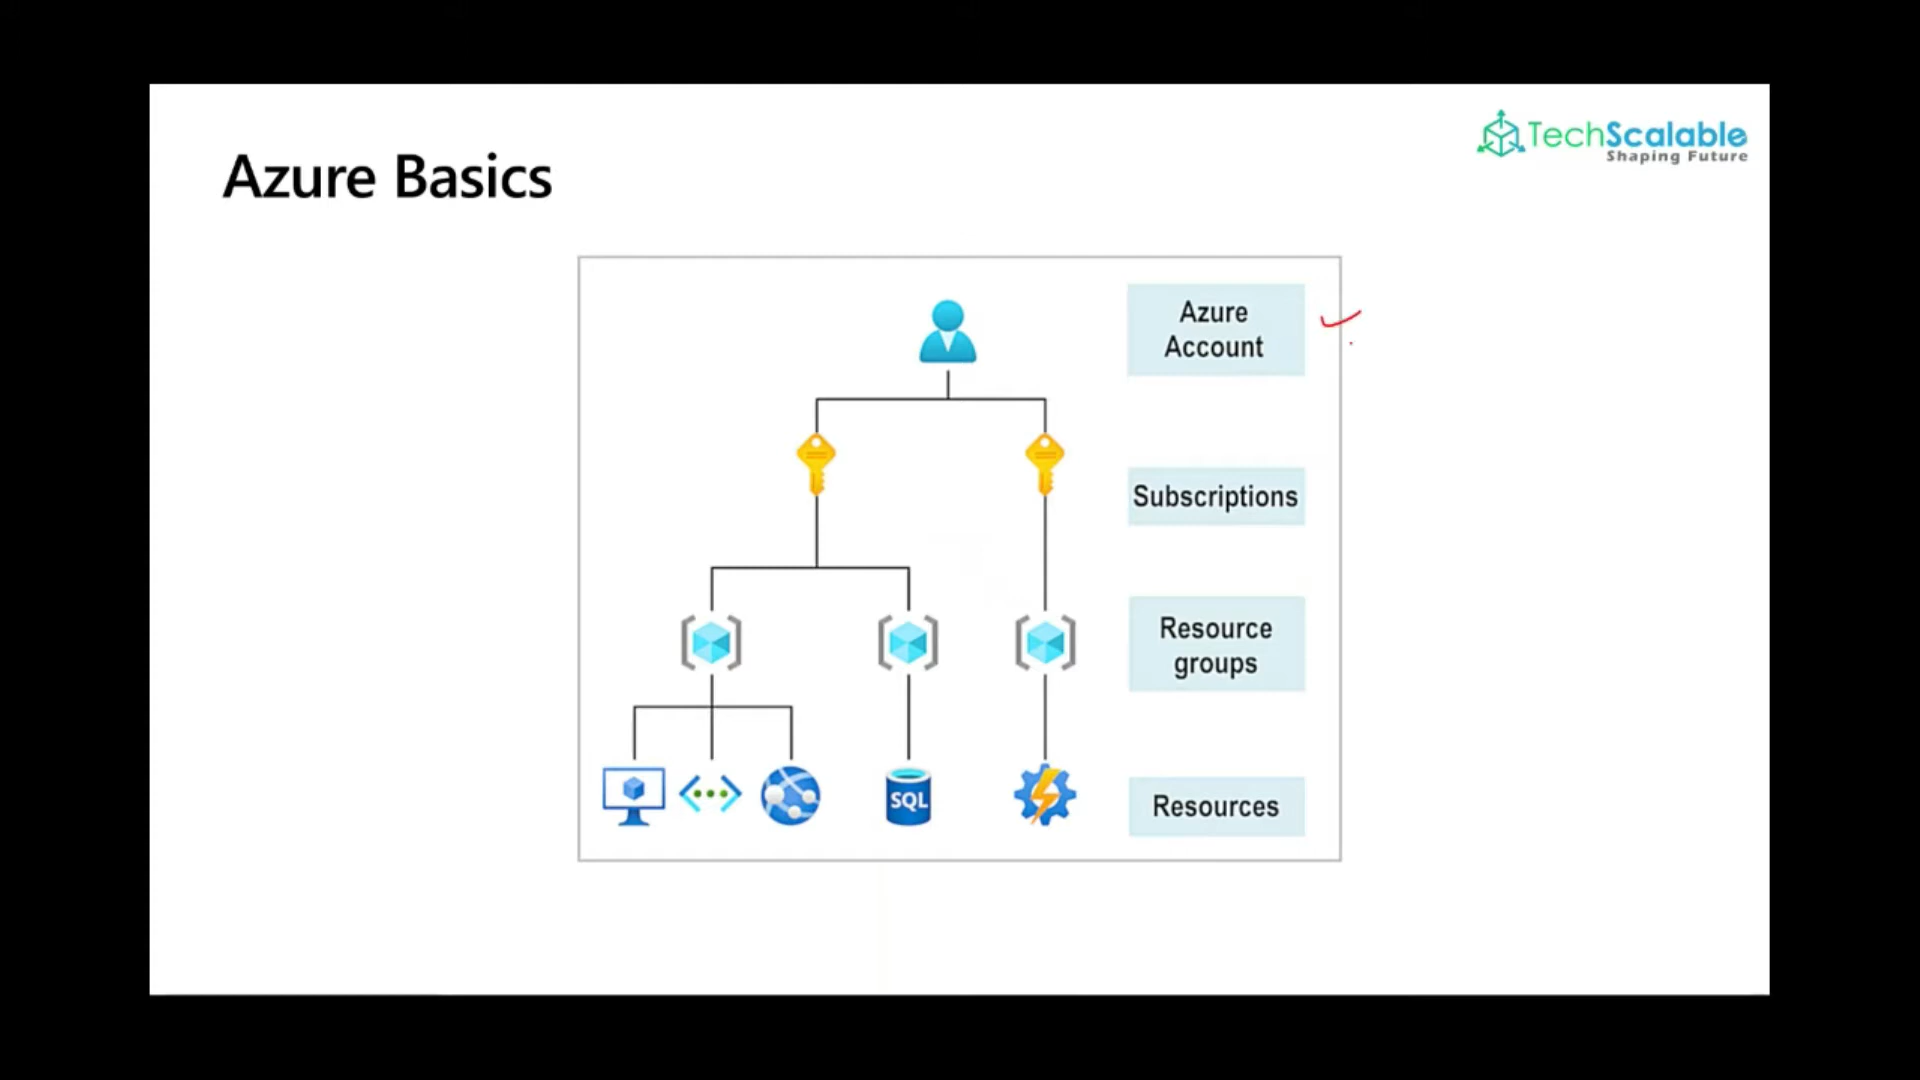 TechScalable
Shaping Future
Azure Basics
Azure
Account
Subscriptions
Resource
groups
SQL
Resources